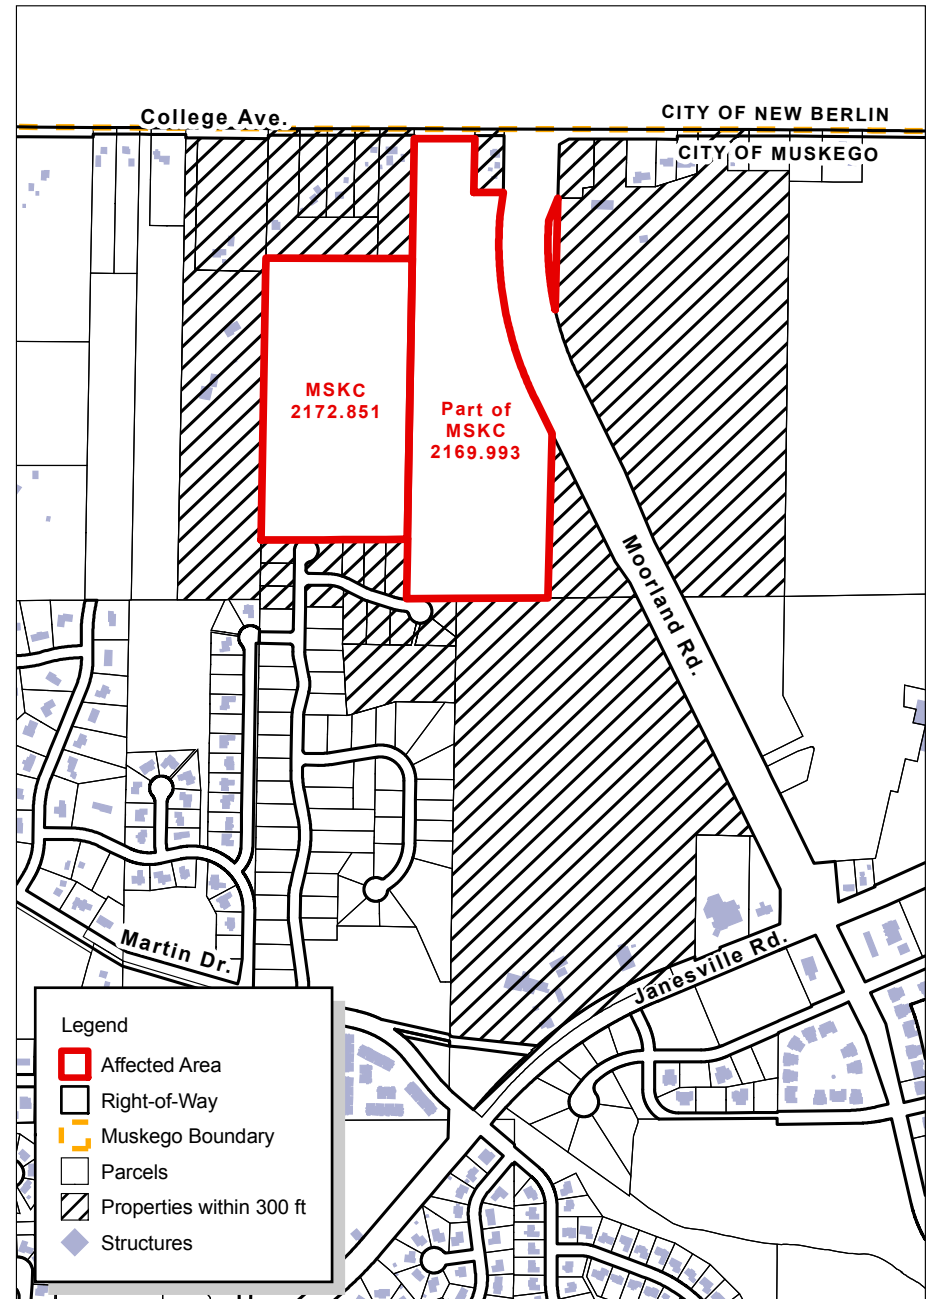 College Ave.
CITY OF NEW BERLIN
CITY OF MUSKEGO
MSKC
2172.851
Part of
MSKC
2169.993
Moorland Rd.
Martin Dr.
Janesville Rd.
Legend
Affected Area
Right-of-Way
Muskego Boundary
Parcels
Properties within 300 ft
Structures